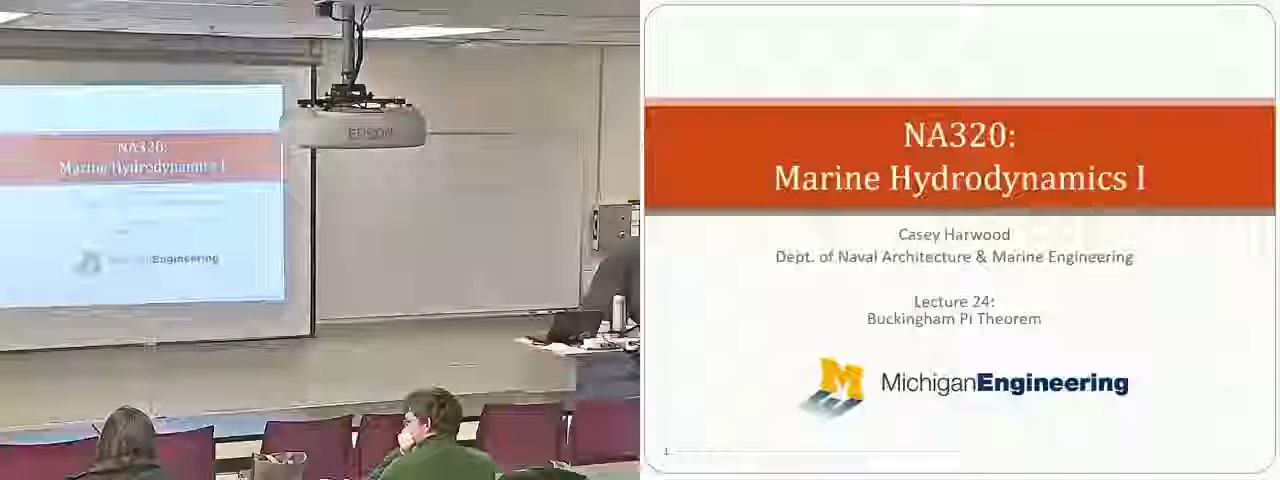 NA320:
Marine Hydrodynamics I
Engineering
EPSON
NA320:
Marine Hydrodynamics I
Casey Harwood
Dept. of Naval Architecture & Marine Engineering
Lecture 24:
Buckingham Pi Theorem
M MichiganEngineering
1